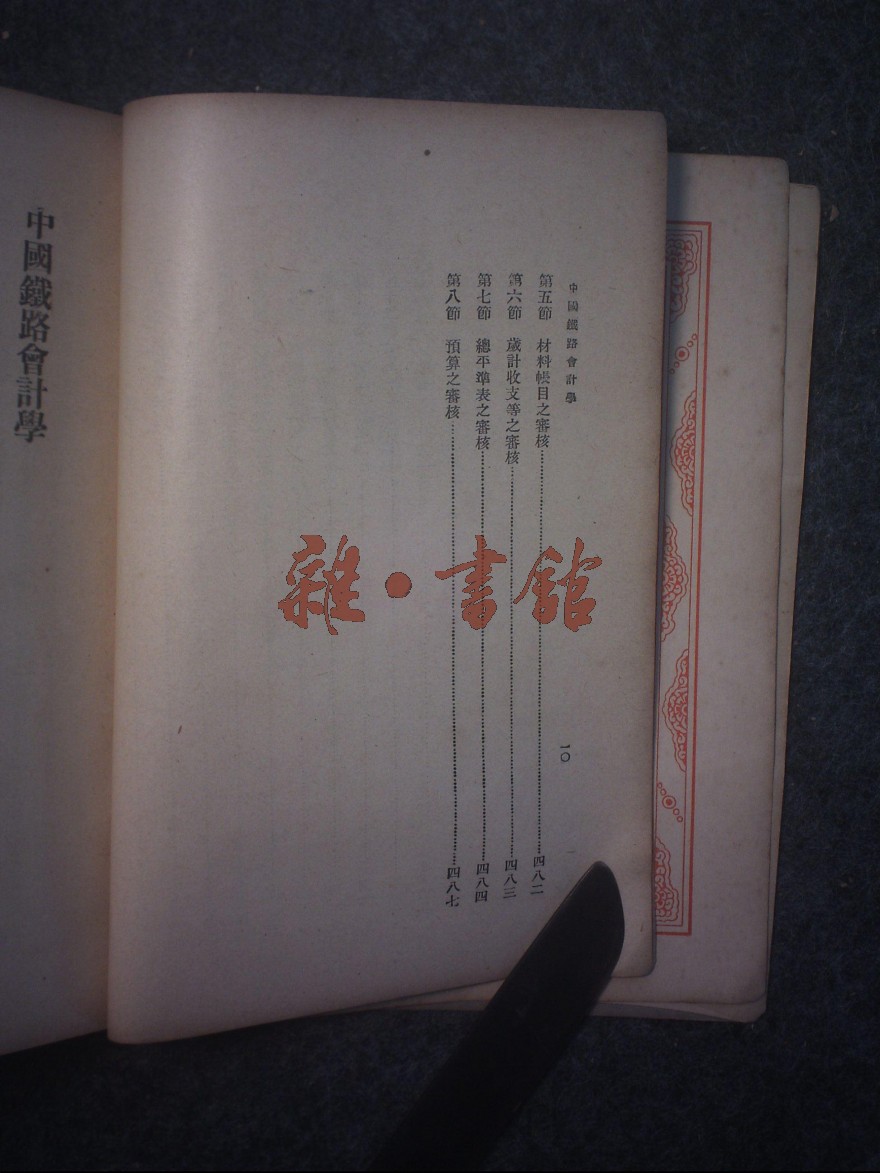 中國鐵路會計學
第五節　材料帳目之審核………四八二
第六節　歲計收支等之審核………四八三
第七節　總平準表之審核………四八四
第八節　預算之審核………四八七
一〇
雜・書館
中國鐵路會計學